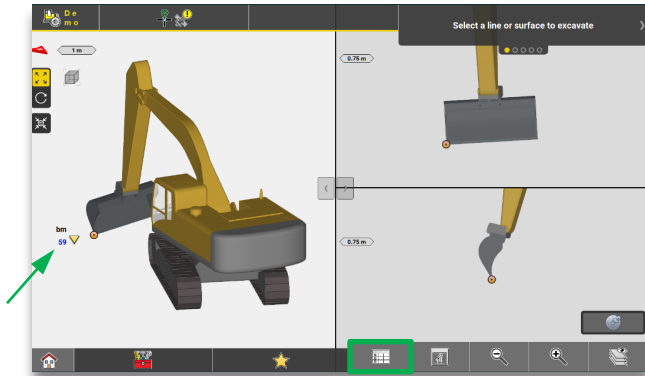 De
mo
Select a line or surface to excavate
1 m
0.75 m
bm
59
0.75 m